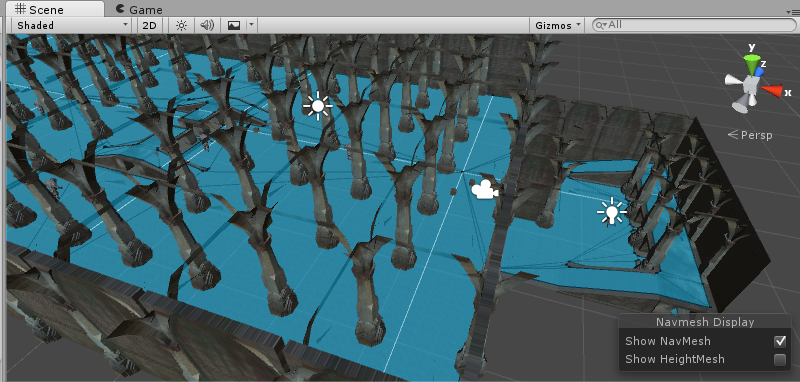 Scene Game
Shaded 2D Gizmos All
y
z
x
Persp
Navmesh Display
Show NavMesh
Show HeightMesh